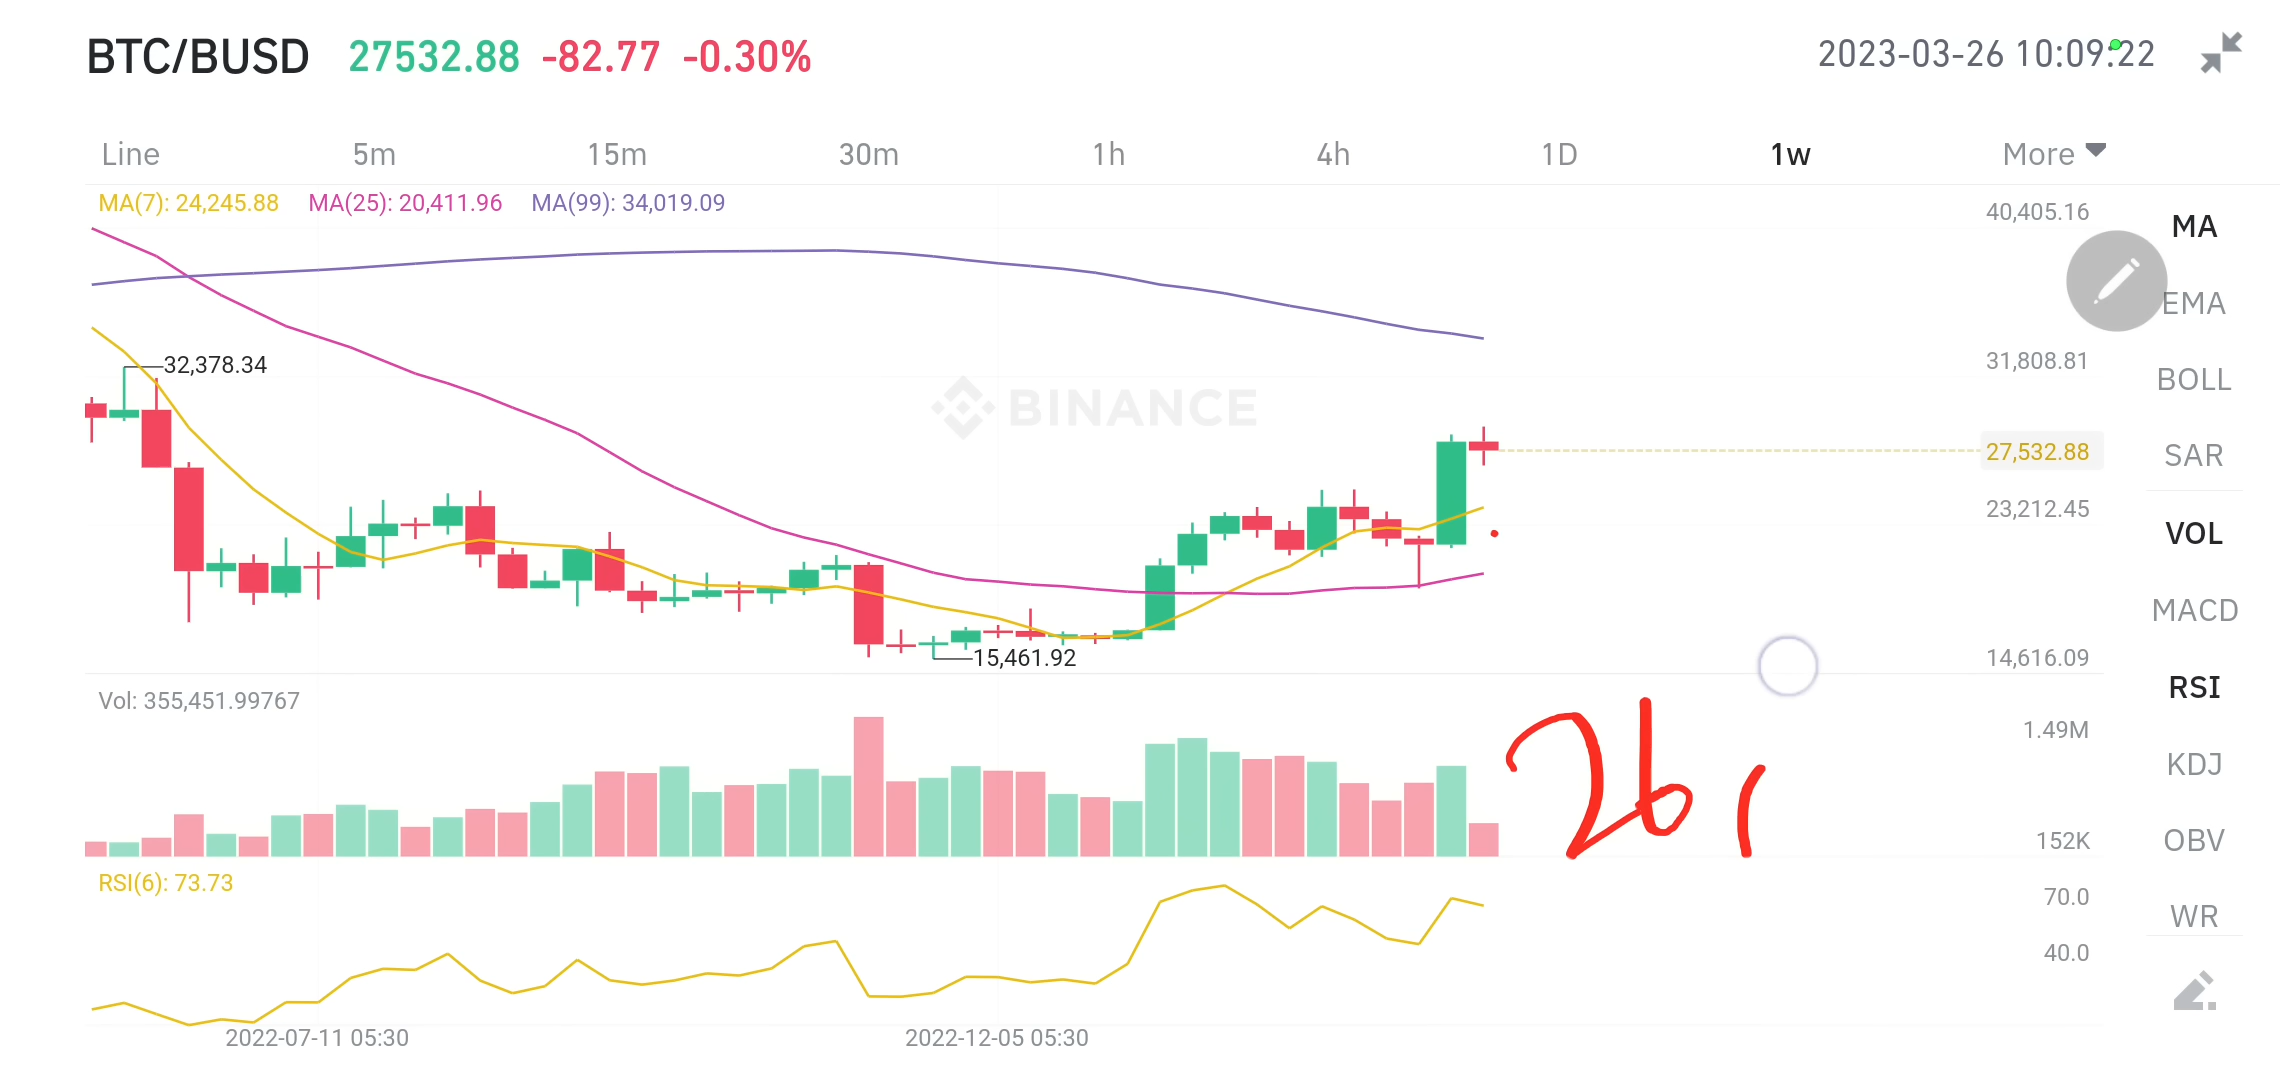 BTC/BUSD 27532.88 -82.77 -0.30% 2023-03-26 10:09:22
Line 5m 15m 30m 1h 4h 1D 1w More
MA(7): 24,245.88 MA(25): 20,411.96 MA(99): 34,019.09
40,405.16
MA
EMA
32,378.34
31,808.81
BOLL
BINANCE
27,532.88
SAR
23,212.45
VOL
MACD
15,461.92
14,616.09
RSI
Vol: 355,451.99767
1.49M
26,
KDJ
152K
OBV
RSI(6): 73.73
70.0
WR
40.0
2022-07-11 05:30 2022-12-05 05:30